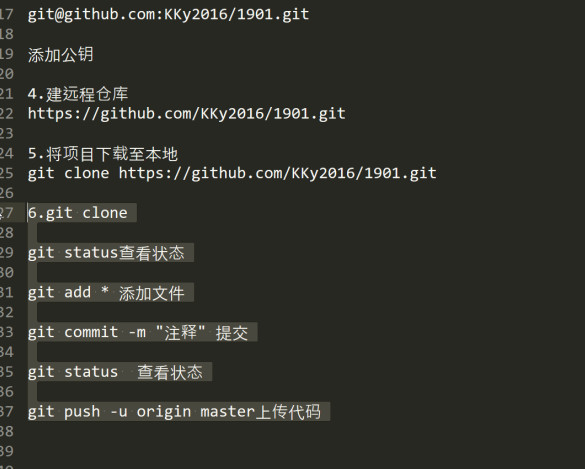 17 git@github.com:KKy2016/1901.git
18
19 添加公钥
20
21 4.建远程仓库
22 https://github.com/KKy2016/1901.git
23
24 5.将项目下载至本地
25 git clone https://github.com/KKy2016/1901.git
26
27 6.git clone
28
29 git status查看状态
30
31 git add * 添加文件
32
33 git commit -m "注释" 提交
34
35 git status  查看状态
36
37 git push -u origin master上传代码
38
39